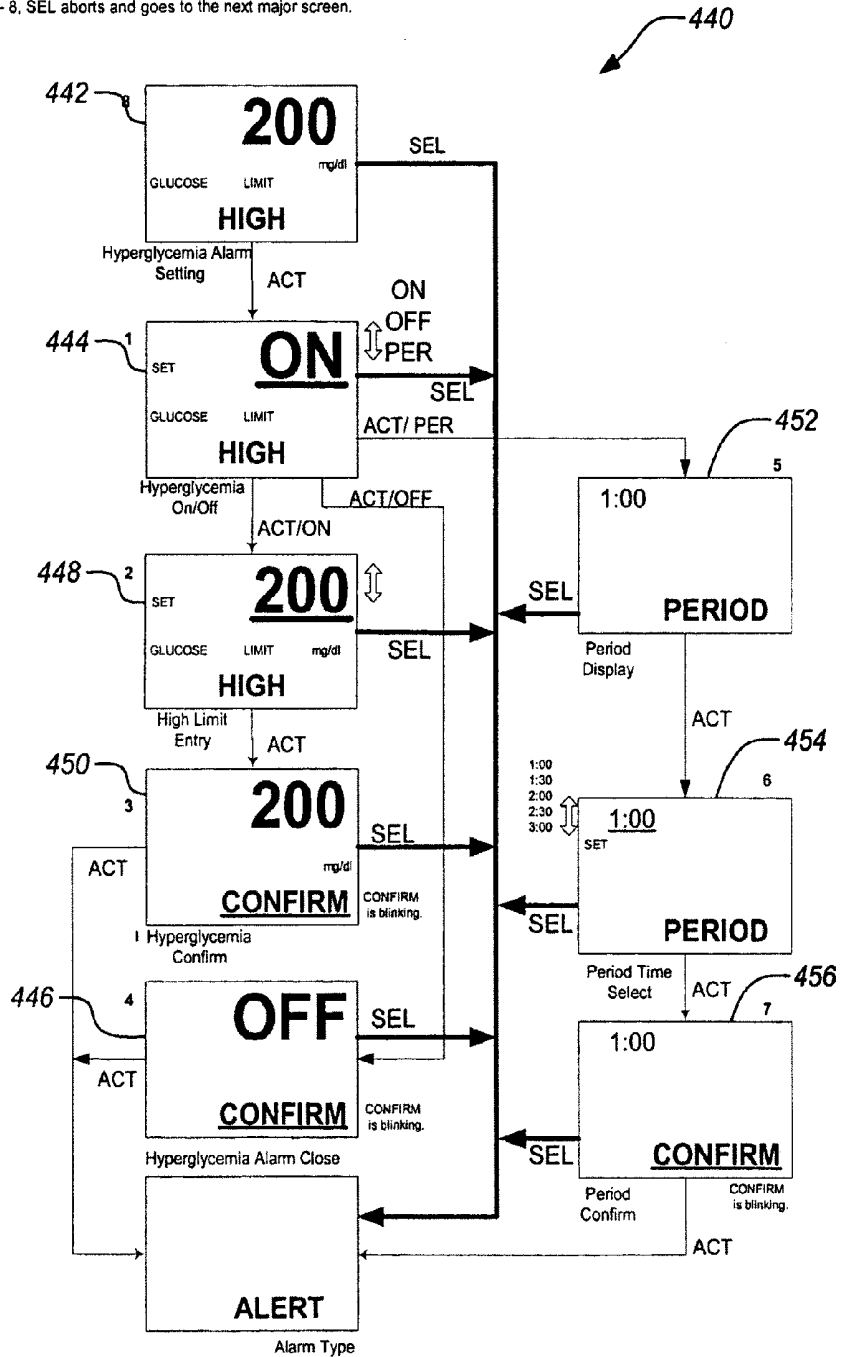 - 8, SEL aborts and goes to the next major screen.
440
442
8
200
mg/dl
GLUCOSE LIMIT
HIGH
SEL
Hyperglycemia Alarm
Setting
ACT
444
1
SET
ON
GLUCOSE LIMIT
HIGH
ON
OFF
PER
SEL
ACT/ PER
Hyperglycemia
On/Off
ACT/OFF
ACT/ON
452
5
1:00
PERIOD
SEL
Period
Display
ACT
448
2
SET
200
GLUCOSE LIMIT mg/dl
HIGH
SEL
High Limit
Entry
ACT
450
3
200
mg/dl
CONFIRM
CONFIRM
is blinking.
SEL
ACT
Hyperglycemia
Confirm
454
6
1:00
1:30
2:00
2:30
3:00
1:00
SET
PERIOD
SEL
Period Time
Select
ACT
446
4
OFF
CONFIRM
CONFIRM
is blinking.
SEL
ACT
Hyperglycemia Alarm Close
456
7
1:00
CONFIRM
CONFIRM
is blinking.
SEL
Period
Confirm
ACT
ALERT
Alarm Type